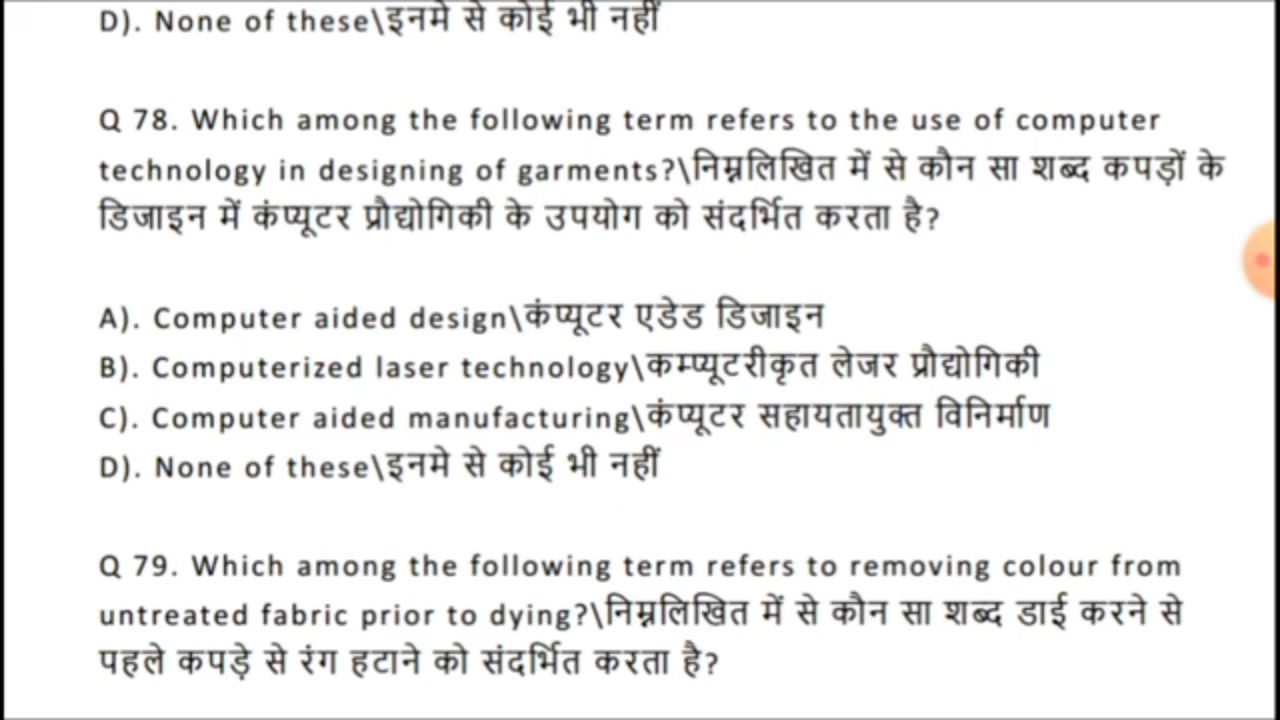 D). None of these\इनमे से कोई भी नहीं
Q 78. Which among the following term refers to the use of computer
technology in designing of garments?\निम्नलिखित में से कौन सा शब्द कपड़ों के
डिजाइन में कंप्यूटर प्रौद्योगिकी के उपयोग को संदर्भित करता है?
A). Computer aided design\कंप्यूटर एडेड डिजाइन
B). Computerized laser technology\कम्प्यूटरीकृत लेजर प्रौद्योगिकी
C). Computer aided manufacturing\कंप्यूटर सहायतायुक्त विनिर्माण
D). None of these\इनमे से कोई भी नहीं
Q 79. Which among the following term refers to removing colour from
untreated fabric prior to dying?\निम्नलिखित में से कौन सा शब्द डाई करने से
पहले कपड़े से रंग हटाने को संदर्भित करता है?